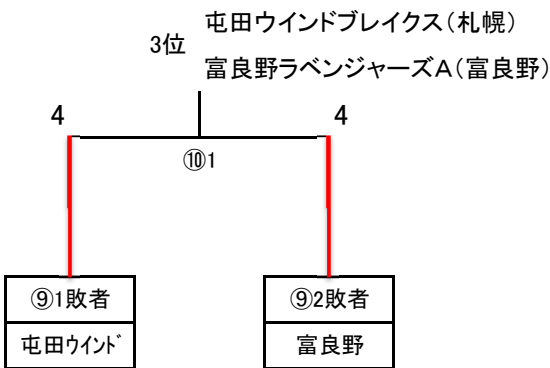 屯田ウインドブレイクス(札幌)
3位
富良野ラベンジャーズA(富良野)
4 4
⑩1
⑨1敗者 ⑨2敗者
屯田ウインド 富良野